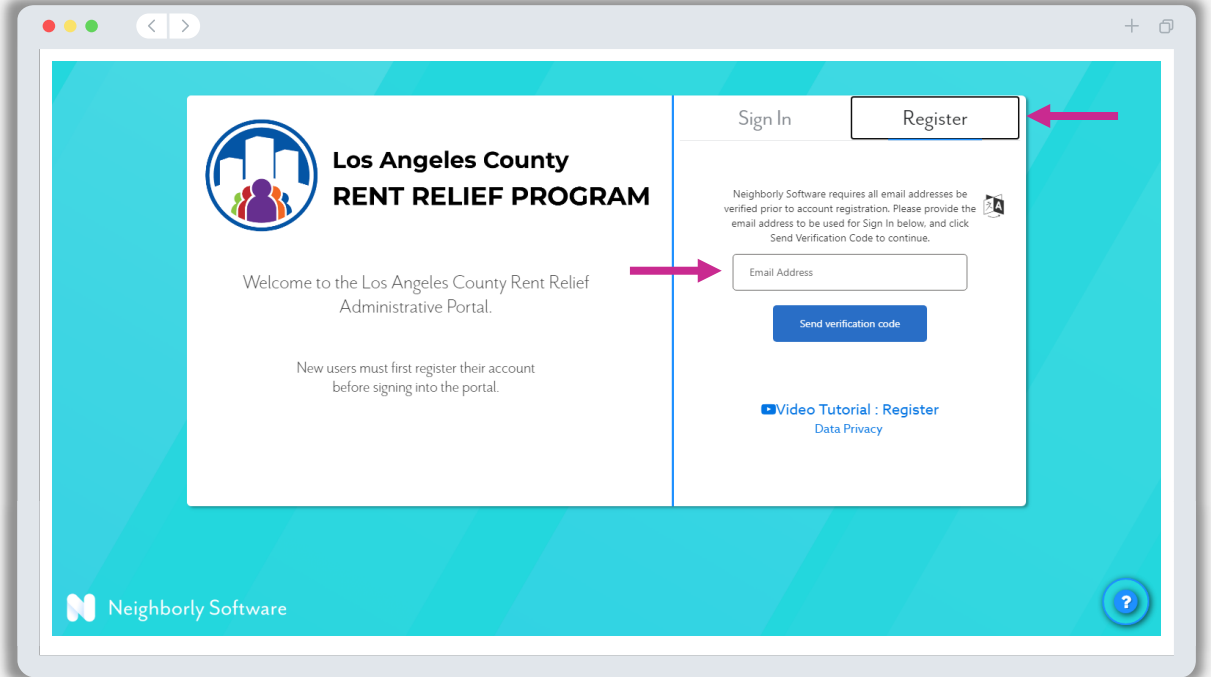 Los Angeles County
RENT RELIEF PROGRAM
Welcome to the Los Angeles County Rent Relief
Administrative Portal.
New users must first register their account
before signing into the portal.
Sign In
Register
Neighborly Software requires all email addresses be
verified prior to account registration. Please provide the
email address to be used for Sign In below, and click
Send Verification Code to continue.
文A
Email Address
Send verification code
Video Tutorial : Register
Data Privacy
N Neighborly Software
?